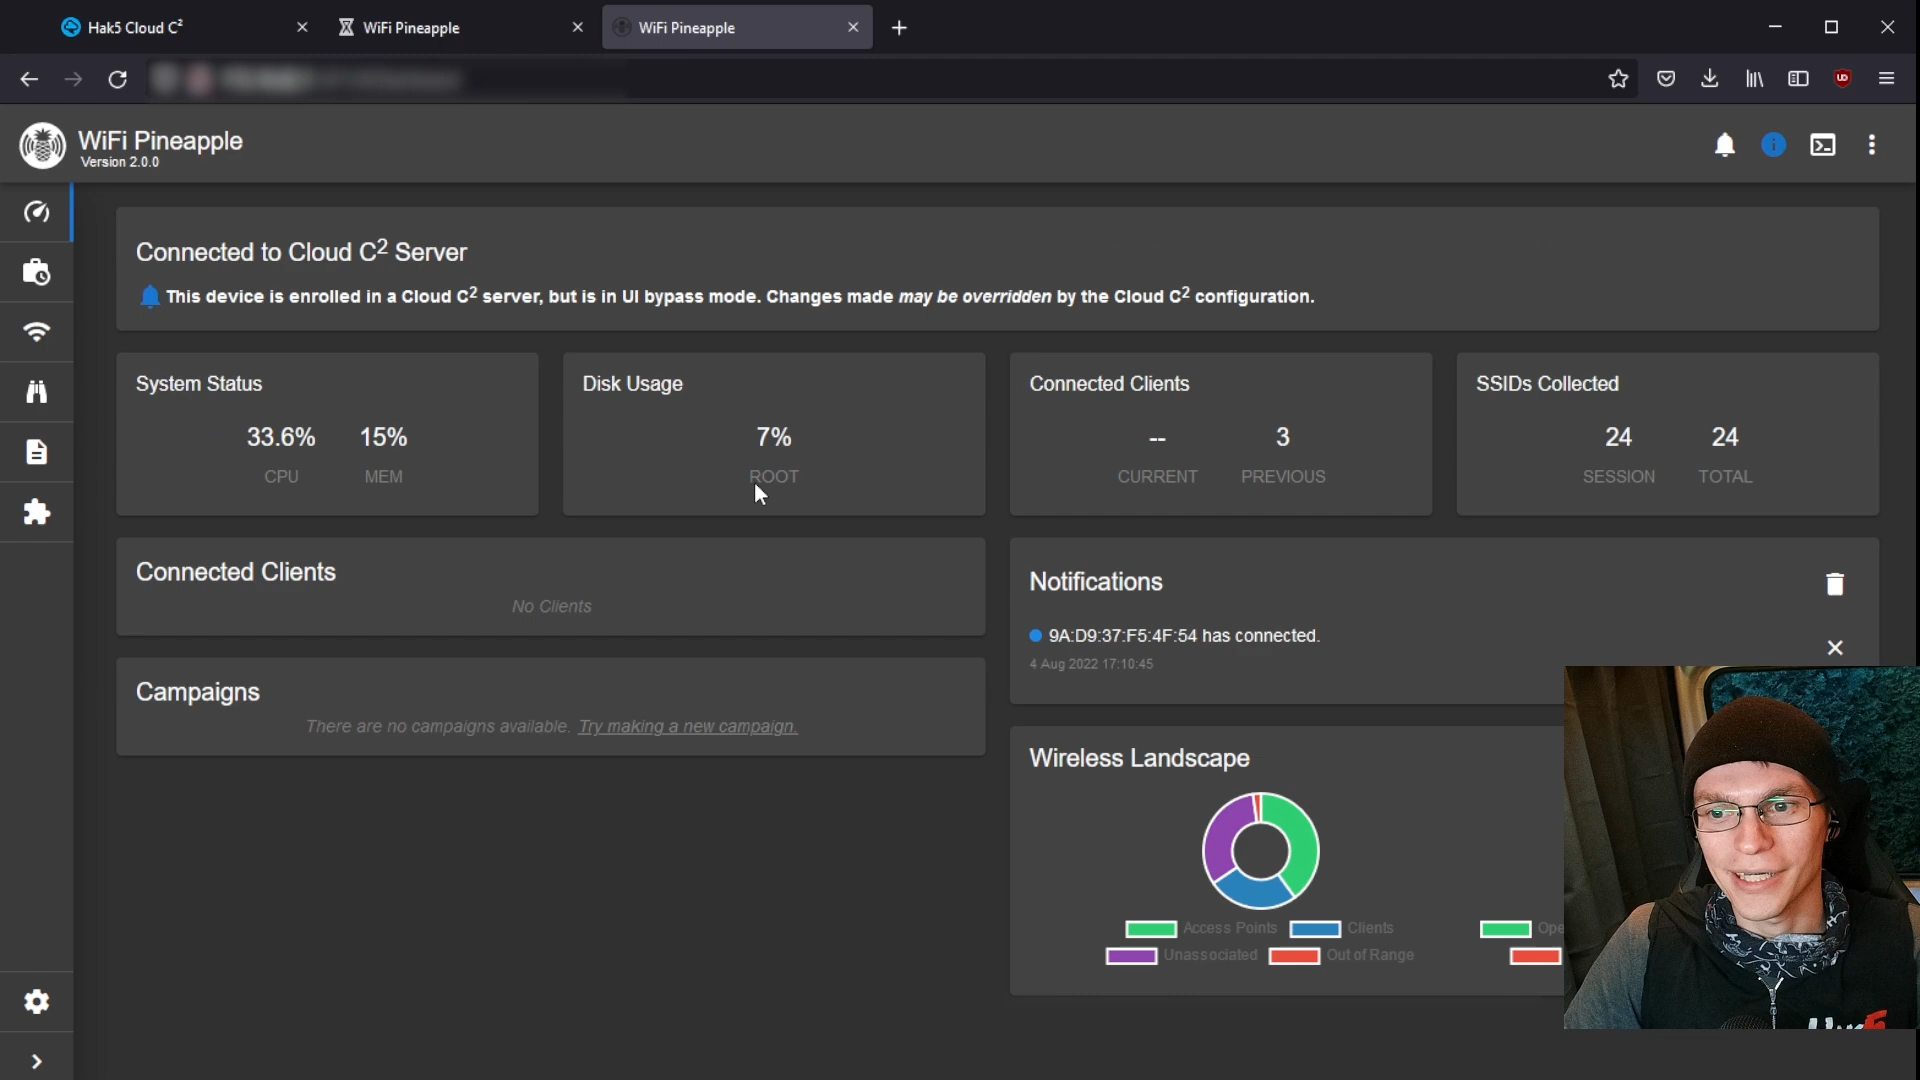 Hak5 Cloud C²
WiFi Pineapple
WiFi Pineapple
WiFi Pineapple
Version 2.0.0
Connected to Cloud C² Server
This device is enrolled in a Cloud C² server, but is in UI bypass mode. Changes made may be overridden by the Cloud C² configuration.
System Status
33.6% 15%
CPU MEM
Disk Usage
7%
ROOT
Connected Clients
-- 3
CURRENT PREVIOUS
SSIDs Collected
24 24
SESSION TOTAL
Connected Clients
No Clients
Campaigns
There are no campaigns available. Try making a new campaign.
Notifications
9A:D9:37:F5:4F:54 has connected.
4 Aug 2022 17:10:45
Wireless Landscape
Access Points Clients
Unassociated Out of Range
Ope